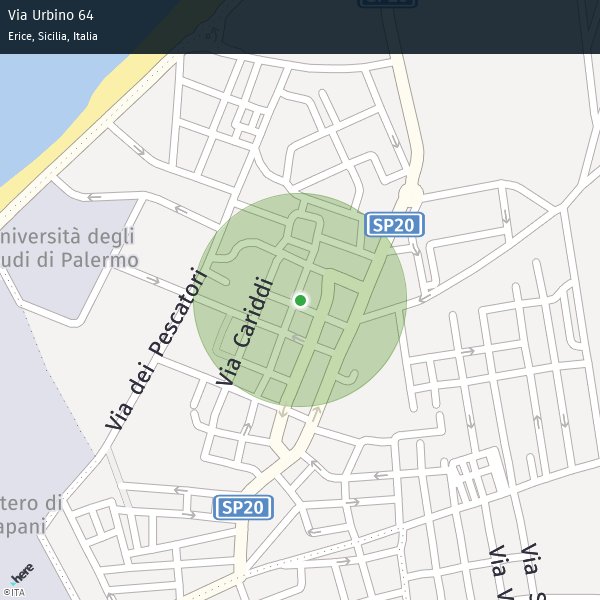 Via Urbino 64
Erice, Sicilia, Italia
SP20
SP20
niversità degli
udi di Palermo
Via dei Pescatori
Via Cariddi
tero di
apani
SP20
Via V
Via S
here
©ITA